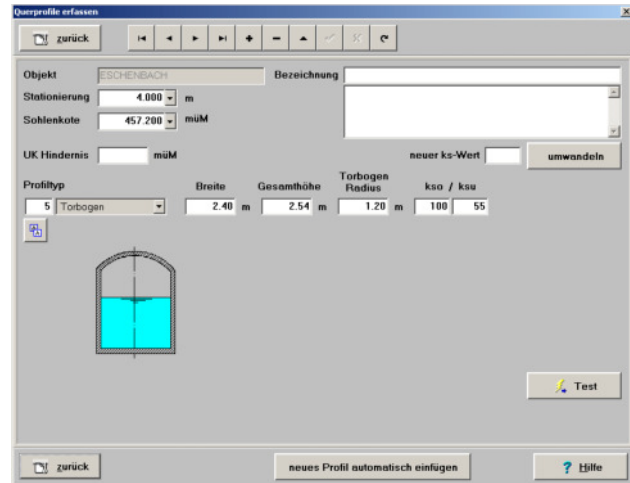 Querprofile erfassen
zurück
Objekt ESCHENBACH Bezeichnung
Stationierung 4.000 m
Sohlenkote 457.200 müM
UK Hindernis müM neuer ks-Wert umwandeln
Profiltyp Breite Gesamthöhe Torbogen Radius kso / ksu
5 Torbogen 2.40 m 2.54 m 1.20 m 100 55
Test
zurück neues Profil automatisch einfügen ? Hilfe